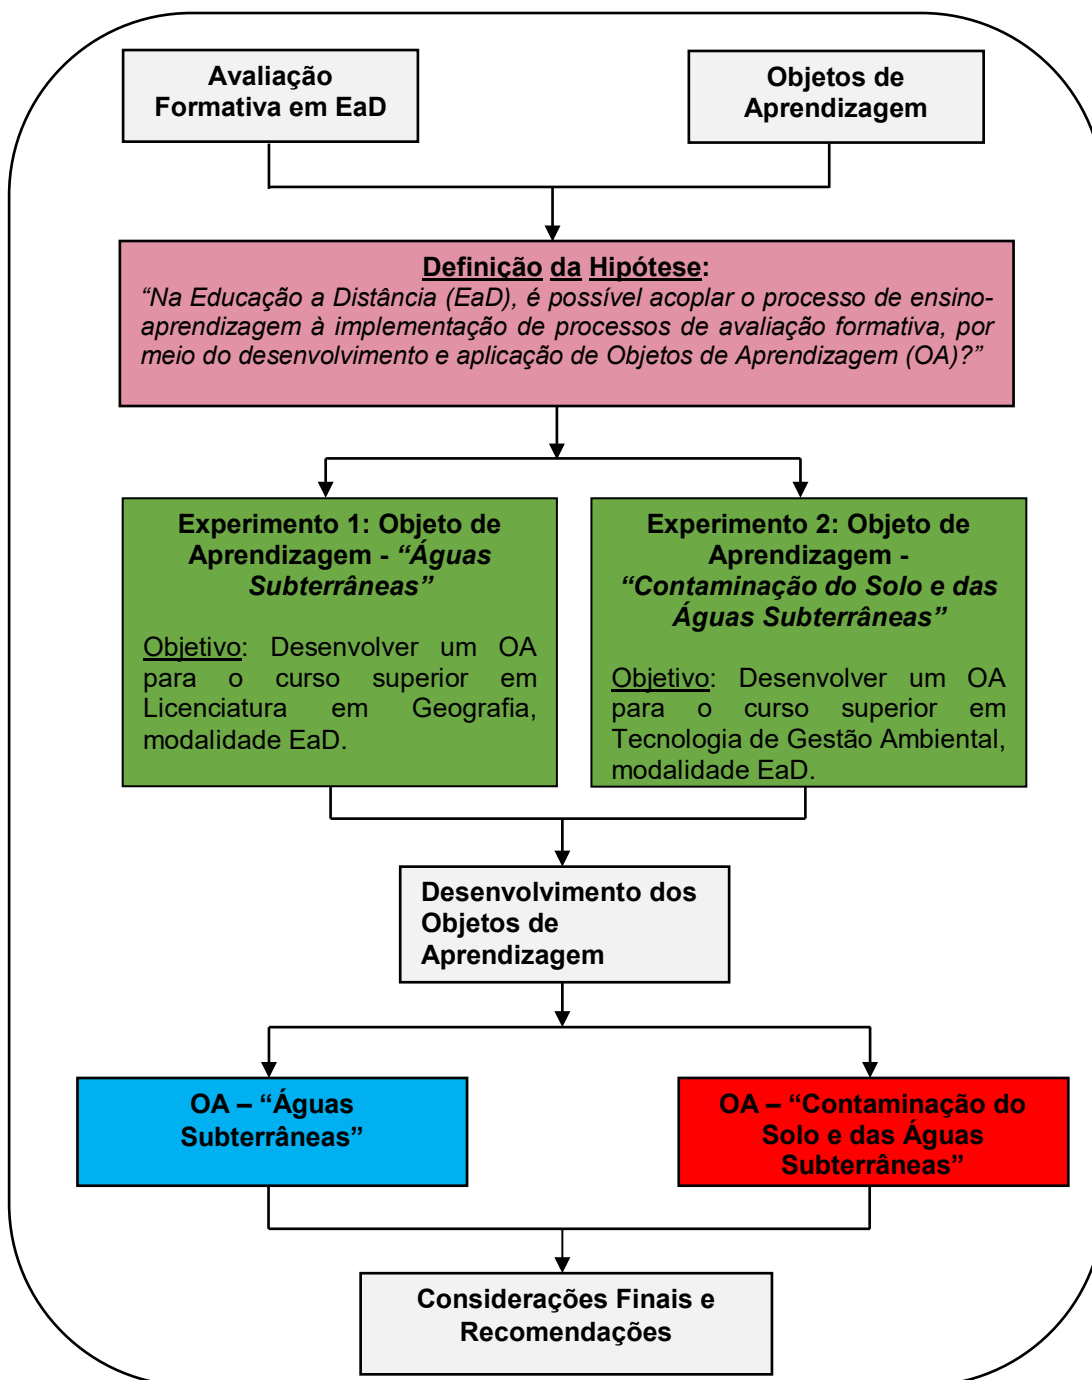 Avaliação
Formativa em EaD
Objetos de
Aprendizagem
Definição da Hipótese:
“Na Educação a Distância (EaD), é possível acoplar o processo de ensino-
aprendizagem à implementação de processos de avaliação formativa, por
meio do desenvolvimento e aplicação de Objetos de Aprendizagem (OA)?”
Experimento 1: Objeto de
Aprendizagem - “Águas
Subterrâneas”
Objetivo: Desenvolver um OA
para o curso superior em
Licenciatura em Geografia,
modalidade EaD.
Experimento 2: Objeto de
Aprendizagem -
“Contaminação do Solo e das
Águas Subterrâneas”
Objetivo: Desenvolver um OA
para o curso superior em
Tecnologia de Gestão Ambiental,
modalidade EaD.
Desenvolvimento dos
Objetos de
Aprendizagem
OA – “Águas
Subterrâneas”
OA – “Contaminação do
Solo e das Águas
Subterrâneas”
Considerações Finais e
Recomendações